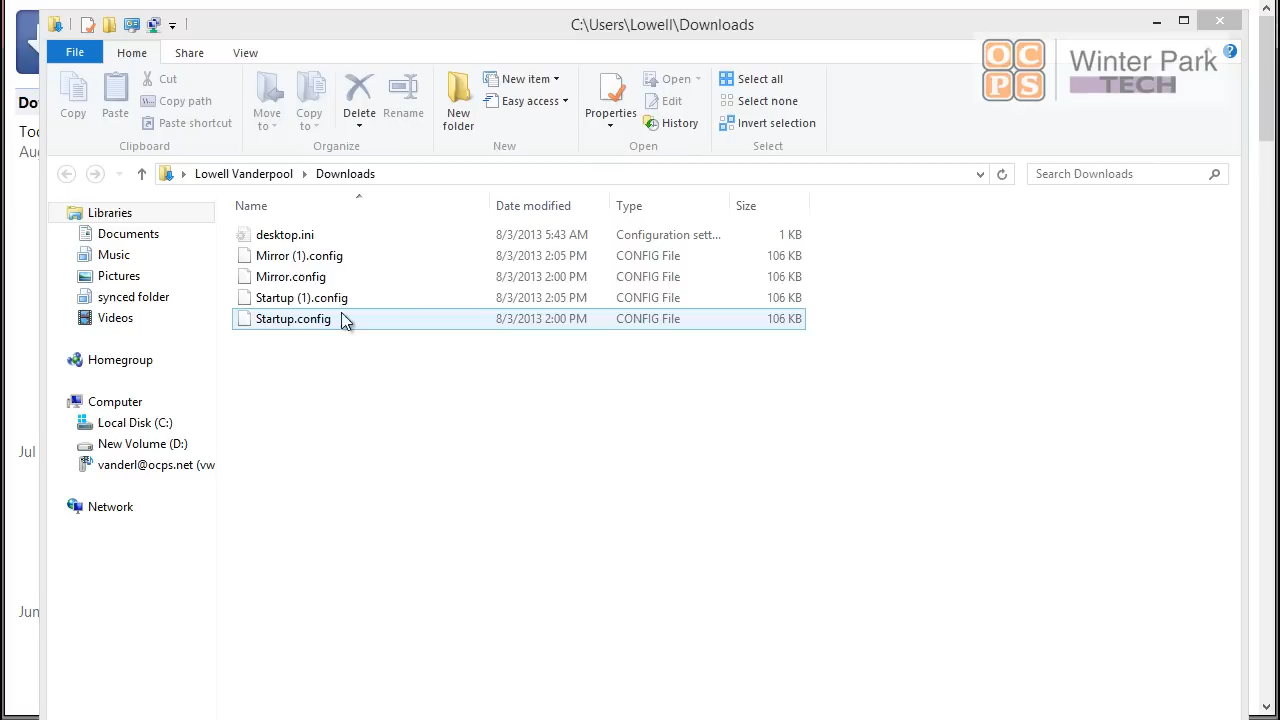 C:\Users\Lowell\Downloads
File Home Share View
OCPS
Winter Park
TECH
Copy
Paste
Cut
Copy path
Paste shortcut
Clipboard
Move to
Copy to
Delete
Rename
Organize
New folder
New item
Easy access
New
Properties
Open
Edit
History
Open
Select all
Select none
Invert selection
Select
Lowell Vanderpool Downloads
Search Downloads
Name Date modified Type Size
desktop.ini 8/3/2013 5:43 AM Configuration sett... 1 KB
Mirror (1).config 8/3/2013 2:05 PM CONFIG File 106 KB
Mirror.config 8/3/2013 2:00 PM CONFIG File 106 KB
Startup (1).config 8/3/2013 2:05 PM CONFIG File 106 KB
Startup.config 8/3/2013 2:00 PM CONFIG File 106 KB
Libraries
Documents
Music
Pictures
synced folder
Videos
Homegroup
Computer
Local Disk (C:)
New Volume (D:)
vanderl@ocps.net (vw
Network
Jul
Jun